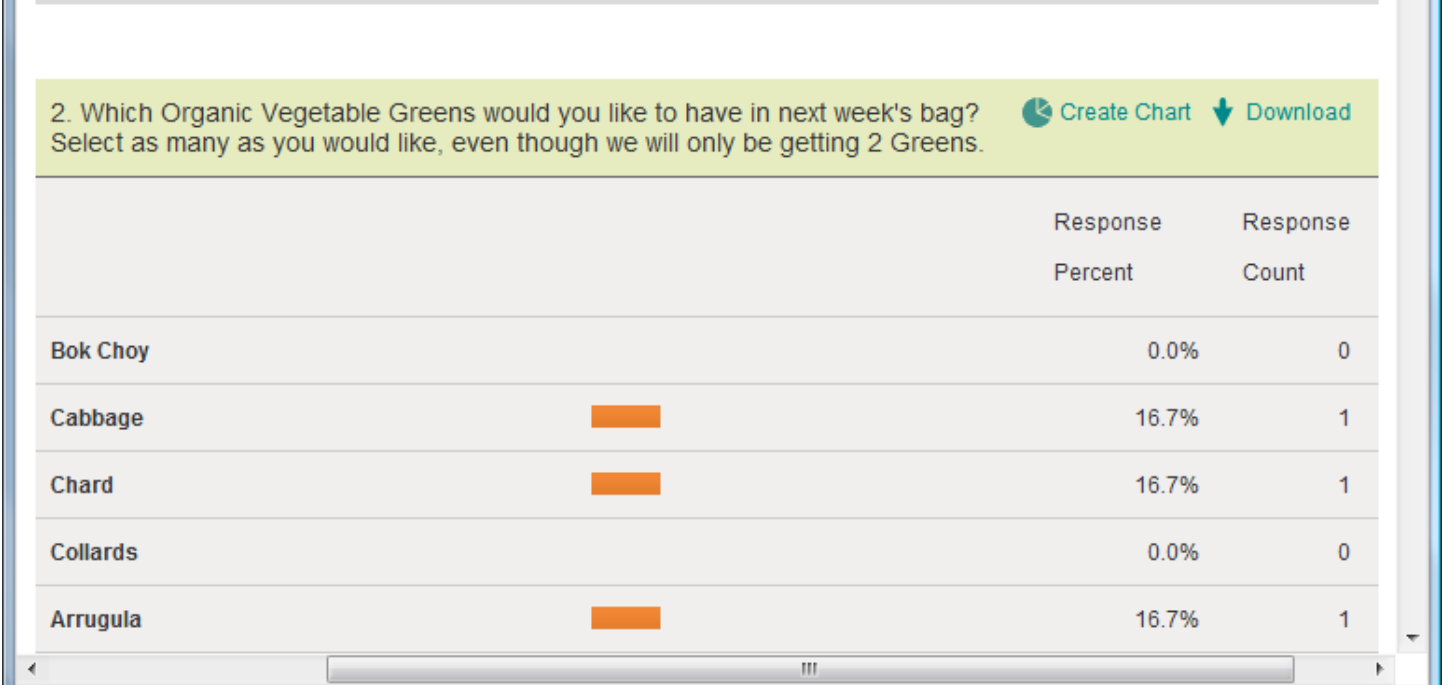 2. Which Organic Vegetable Greens would you like to have in next week's bag? Create Chart Download
Select as many as you would like, even though we will only be getting 2 Greens.
Response Response
Percent Count
Bok Choy 0.0% 0
Cabbage 16.7% 1
Chard 16.7% 1
Collards 0.0% 0
Arrugula 16.7% 1